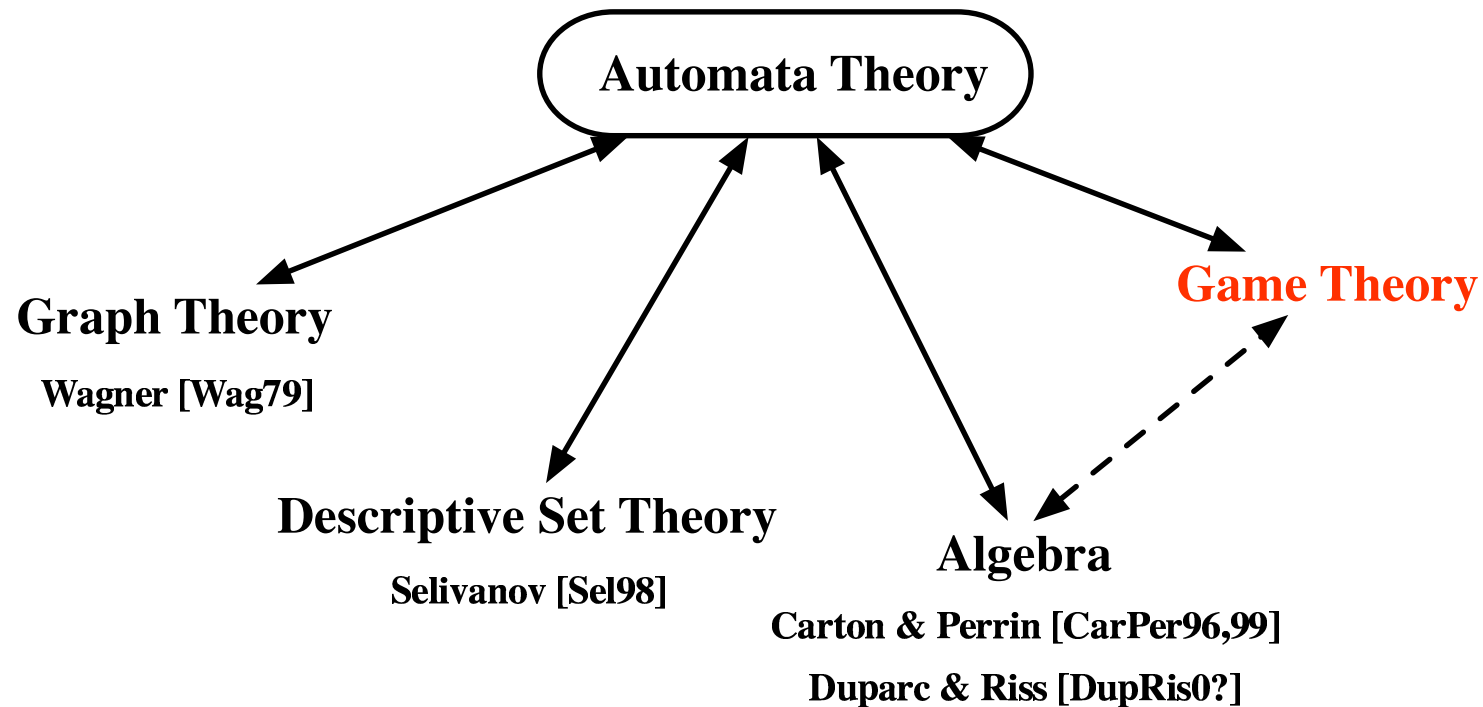 Automata Theory
Game Theory
Graph Theory
Wagner [Wag79]
Descriptive Set Theory
Selivanov [Sel98]
Algebra
Carton & Perrin [CarPer96,99]
Duparc & Riss [DupRis0?]